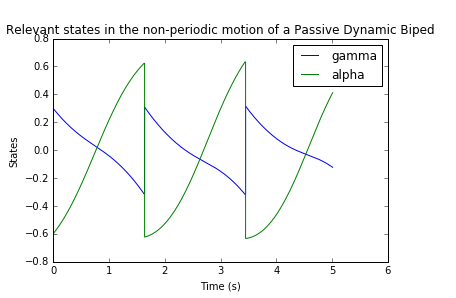 Relevant states in the non-periodic motion of a Passive Dynamic Biped
0.8
0.6
0.4
0.2
0.0
−0.2
−0.4
−0.6
−0.8
States
gamma
alpha
0 1 2 3 4 5 6
Time (s)